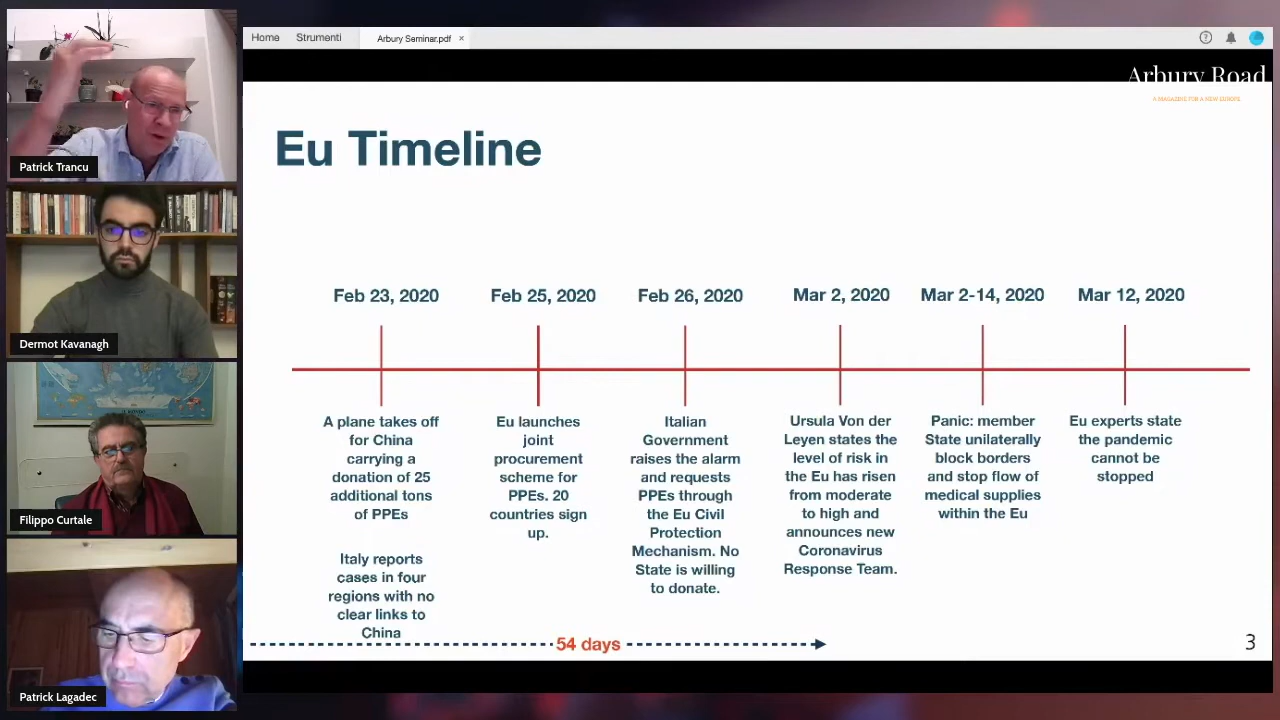 Patrick Trancu
Dermot Kavanagh
Filippo Curtale
Patrick Lagadec
Home
Strumenti
Arbury Seminar.pdf
×
?
Arbury Road
A MAGAZINE FOR A NEW EUROPE
Eu Timeline
Feb 23, 2020
A plane takes off
for China
carrying a
donation of 25
additional tons
of PPEs
Italy reports
cases in four
regions with no
clear links to
China
Feb 25, 2020
Eu launches
joint
procurement
scheme for
PPEs. 20
countries sign
up.
Feb 26, 2020
Italian
Government
raises the alarm
and requests
PPEs through
the Eu Civil
Protection
Mechanism. No
State is willing
to donate.
Mar 2, 2020
Ursula Von der
Leyen states the
level of risk in
the Eu has risen
from moderate
to high and
announces new
Coronavirus
Response Team.
Mar 2-14, 2020
Panic: member
State unilaterally
block borders
and stop flow of
medical supplies
within the Eu
Mar 12, 2020
Eu experts state
the pandemic
cannot be
stopped
54 days
3